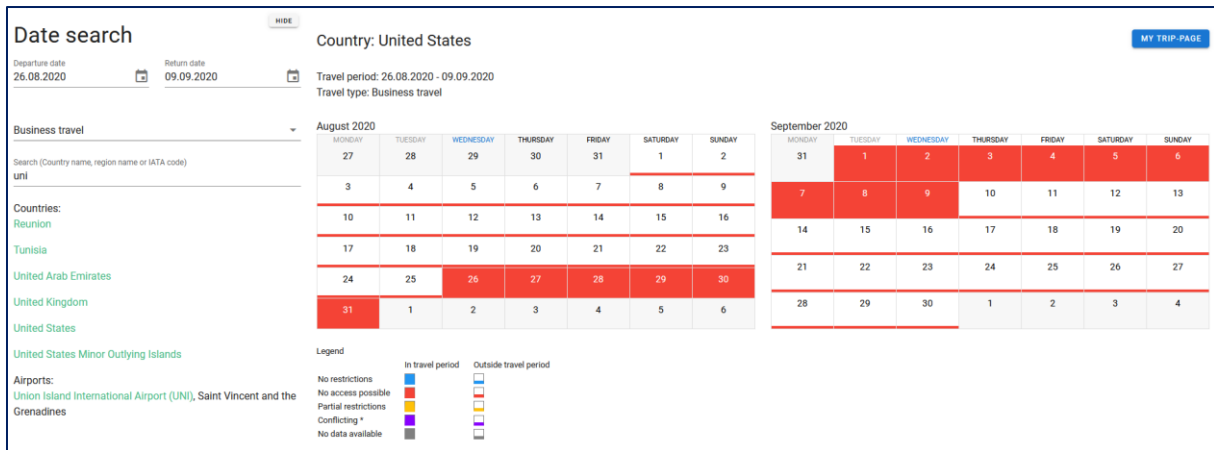 Date search
HIDE
Departure date
26.08.2020
Return date
09.09.2020
Business travel
Search (Country name, region name or IATA code)
uni
Countries:
Reunion
Tunisia
United Arab Emirates
United Kingdom
United States
United States Minor Outlying Islands
Airports:
Union Island International Airport (UNI), Saint Vincent and the
Grenadines
Country: United States
MY TRIP-PAGE
Travel period: 26.08.2020 - 09.09.2020
Travel type: Business travel
August 2020
MONDAY TUESDAY WEDNESDAY THURSDAY FRIDAY SATURDAY SUNDAY
27 28 29 30 31 1 2
3 4 5 6 7 8 9
10 11 12 13 14 15 16
17 18 19 20 21 22 23
24 25 26 27 28 29 30
31 1 2 3 4 5 6
September 2020
MONDAY TUESDAY WEDNESDAY THURSDAY FRIDAY SATURDAY SUNDAY
31 1 2 3 4 5 6
7 8 9 10 11 12 13
14 15 16 17 18 19 20
21 22 23 24 25 26 27
28 29 30 1 2 3 4
Legend
In travel period Outside travel period
No restrictions
No access possible
Partial restrictions
Conflicting *
No data available